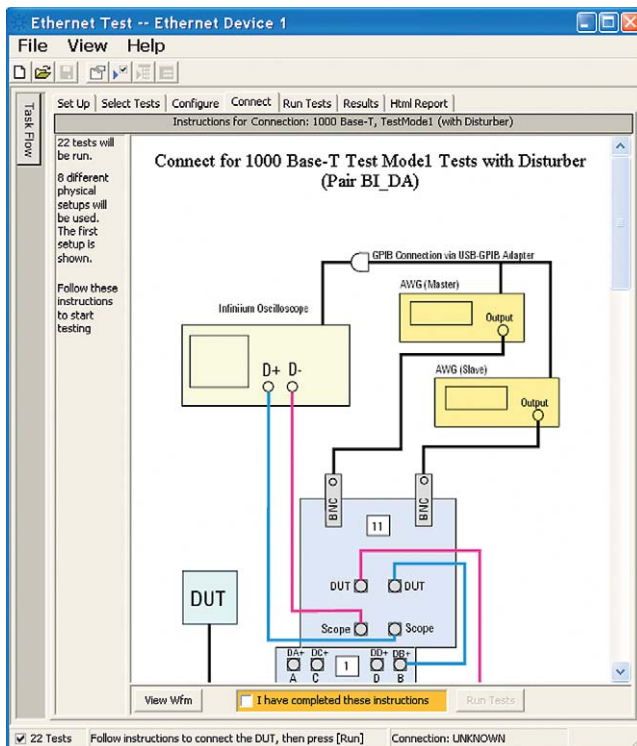 Ethernet Test -- Ethernet Device 1
File View Help
Task Flow
Set Up
Select Tests
Configure
Connect
Run Tests
Results
Html Report
Instructions for Connection: 1000 Base-T, TestMode1 (with Disturber)
22 tests will
be run.
8 different
physical
setups will
be used.
The first
setup is
shown.
Follow these
instructions
to start
testing
Connect for 1000 Base-T Test Mode1 Tests with Disturber
(Pair BI_DA)
GPIB Connection via USB-GPIB Adapter
AWG (Master)
Output
Infiniium Oscilloscope
D+ D-
AWG (Slave)
Output
BNC
BNC
11
DUT
DUT
DUT
Scope
Scope
DA+ DC+ 1 DD+ DB+
A C D B
View Wfm
I have completed these instructions
Run Tests
22 Tests
Follow instructions to connect the DUT, then press [Run]
Connection: UNKNOWN